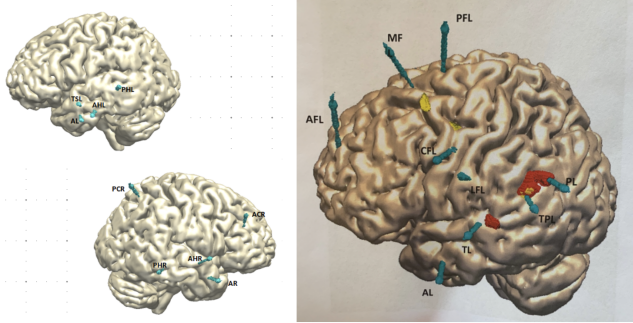 PHL
TSL
AHL
AL
PCR
ACR
AHR
PHR
AR
PFL
MF
AFL
CFL
LFL
PL
TPL
TL
AL